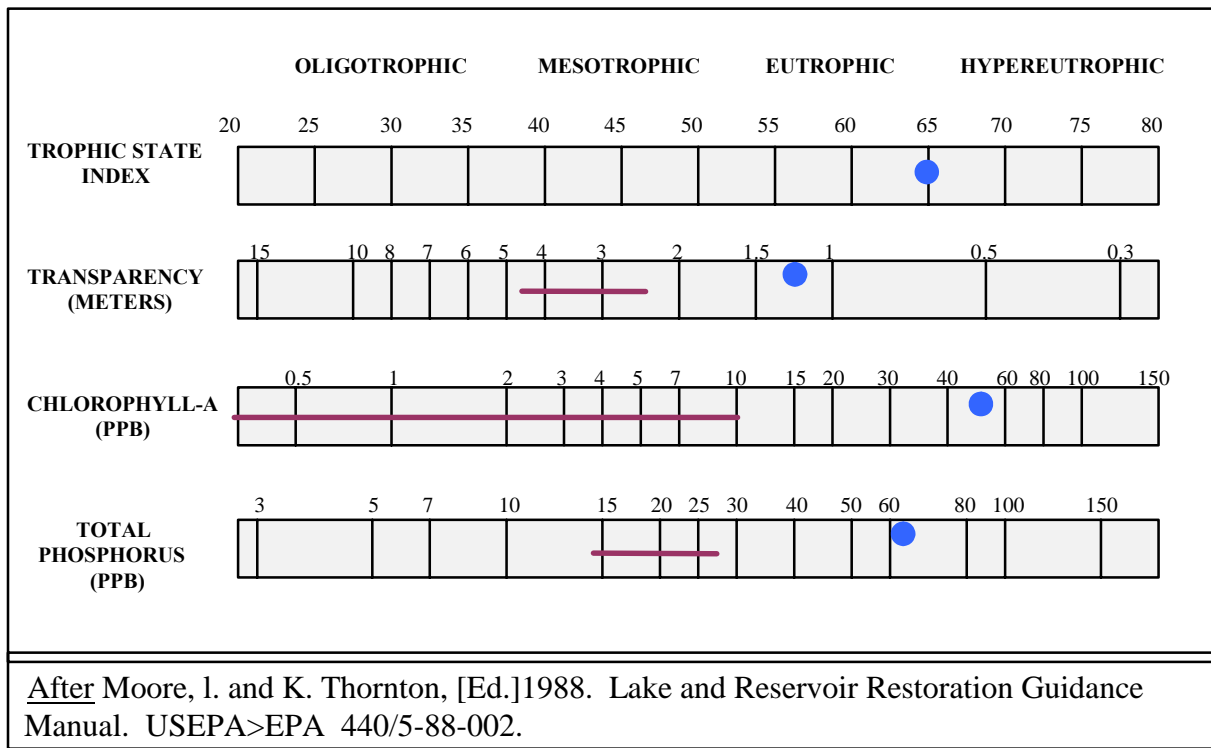 OLIGOTROPHIC MESOTROPHIC EUTROPHIC HYPEREUTROPHIC
20 25 30 35 40 45 50 55 60 65 70 75 80
TROPHIC STATE
INDEX
15 10 8 7 6 5 4 3 2 1.5 1 0.5 0.3
TRANSPARENCY
(METERS)
0.5 1 2 3 4 5 7 10 15 20 30 40 60 80 100 150
CHLOROPHYLL-A
(PPB)
3 5 7 10 15 20 25 30 40 50 60 80 100 150
TOTAL
PHOSPHORUS
(PPB)
After Moore, l. and K. Thornton, [Ed.]1988. Lake and Reservoir Restoration Guidance
Manual. USEPA>EPA 440/5-88-002.